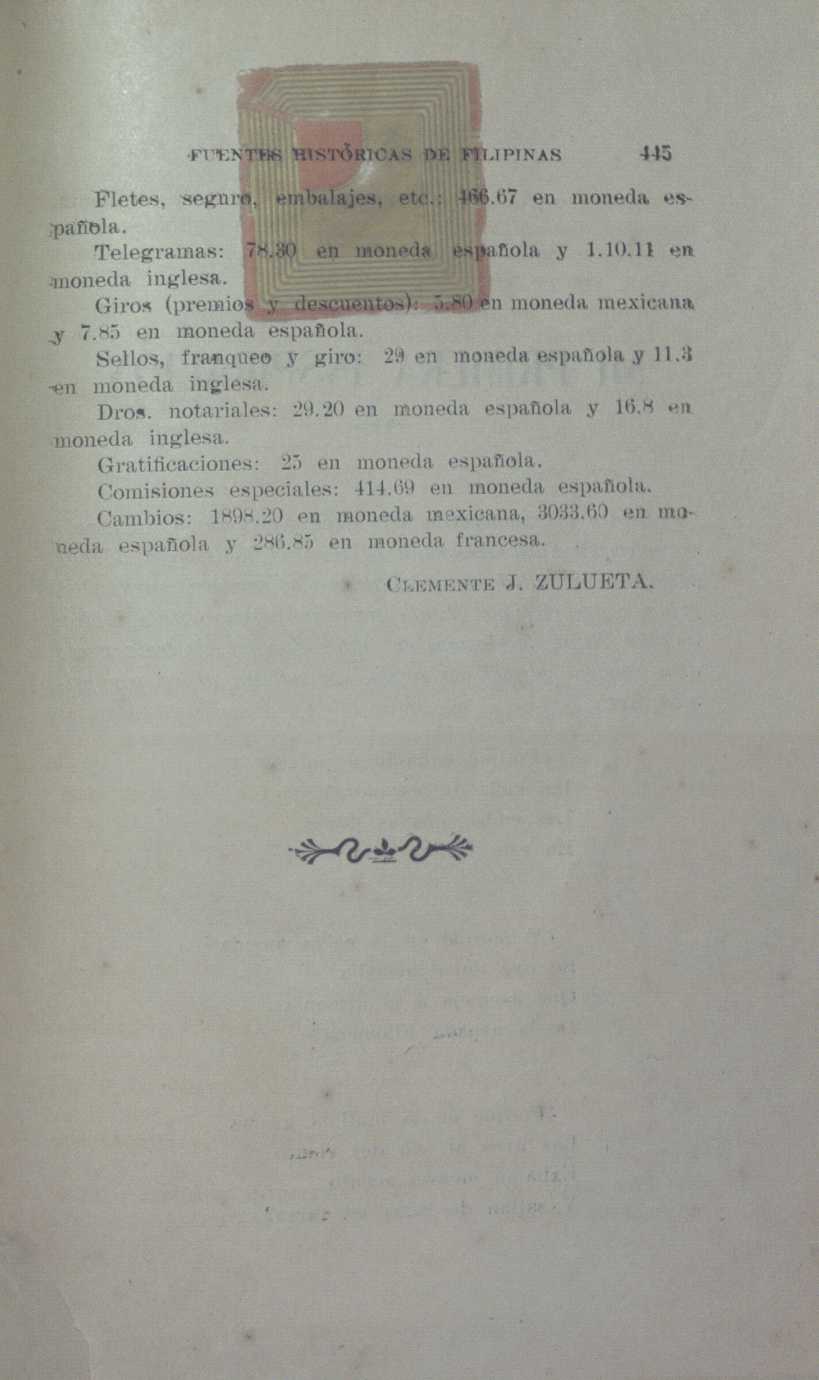 FUENTES HISTÓRICAS DE FILIPINAS 445
Fletes, seguro, embalajes, etc.: 466.67 en moneda es-
pañola.
Telegramas: 78.30 en moneda española y 1.10.11 en
moneda inglesa.
Giros (premios y descuentos): 5.80 en moneda mexicana
y 7.85 en moneda española.
Sellos, franqueo y giro: 29 en moneda española y 11.3
en moneda inglesa.
Dros. notariales: 29.20 en moneda española y 16.8 en
moneda inglesa.
Gratificaciones: 25 en moneda española.
Comisiones especiales: 414.69 en moneda española.
Cambios: 1898.20 en moneda mexicana, 3033.60 en mo-
neda española y 286.85 en moneda francesa.
CLEMENTE J. ZULUETA.